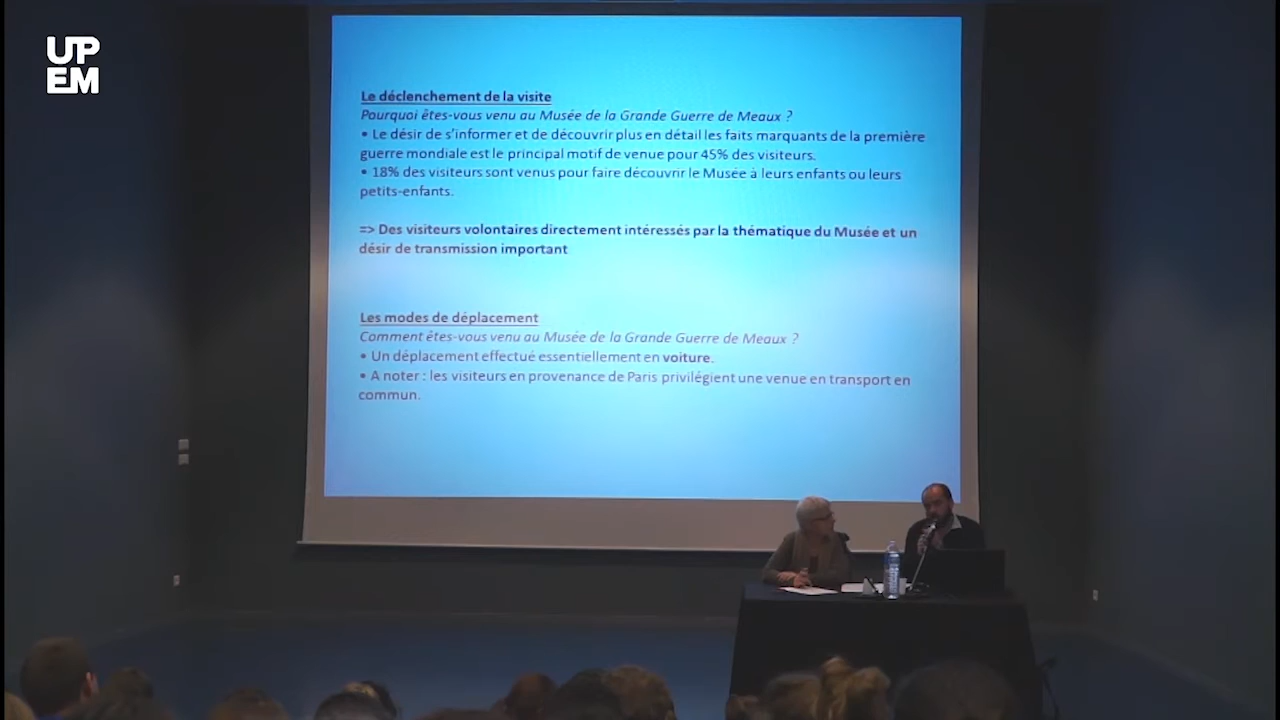 UP
EM
Le déclenchement de la visite
Pourquoi êtes-vous venu au Musée de la Grande Guerre de Meaux ?
• Le désir de s'informer et de découvrir plus en détail les faits marquants de la première
guerre mondiale est le principal motif de venue pour 45% des visiteurs.
• 18% des visiteurs sont venus pour faire découvrir le Musée à leurs enfants ou leurs
petits-enfants.
=> Des visiteurs volontaires directement intéressés par la thématique du Musée et un
désir de transmission important
Les modes de déplacement
Comment êtes-vous venu au Musée de la Grande Guerre de Meaux ?
• Un déplacement effectué essentiellement en voiture.
• A noter : les visiteurs en provenance de Paris privilégient une venue en transport en
commun.